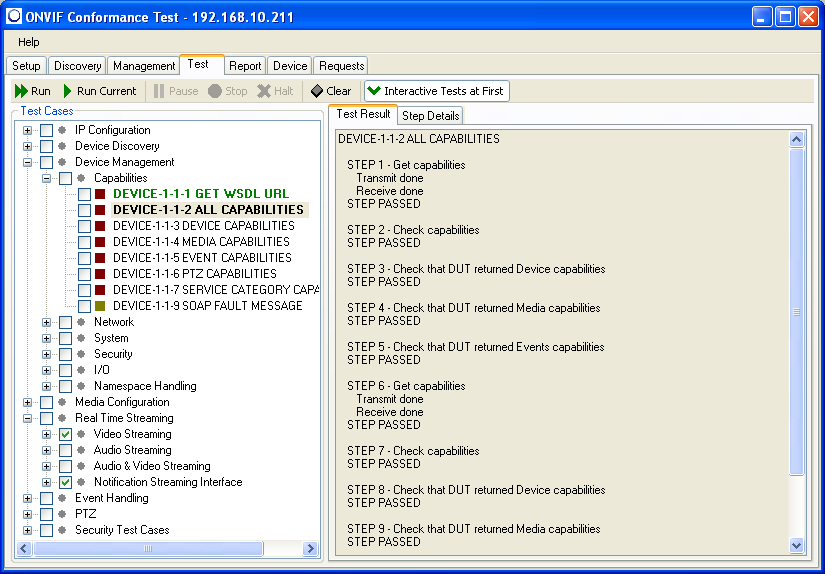 ONVIF Conformance Test - 192.168.10.211
Help
Setup Discovery Management Test Report Device Requests
Run Run Current Pause Stop Halt Clear Interactive Tests at First
Test Cases
IP Configuration
Device Discovery
Device Management
Capabilities
DEVICE-1-1-1 GET WSDL URL
DEVICE-1-1-2 ALL CAPABILITIES
DEVICE-1-1-3 DEVICE CAPABILITIES
DEVICE-1-1-4 MEDIA CAPABILITIES
DEVICE-1-1-5 EVENT CAPABILITIES
DEVICE-1-1-6 PTZ CAPABILITIES
DEVICE-1-1-7 SERVICE CATEGORY CAPA
DEVICE-1-1-9 SOAP FAULT MESSAGE
Network
System
Security
I/O
Namespace Handling
Media Configuration
Real Time Streaming
Video Streaming
Audio Streaming
Audio & Video Streaming
Notification Streaming Interface
Event Handling
PTZ
Security Test Cases
Test Result Step Details
DEVICE-1-1-2 ALL CAPABILITIES
STEP 1 - Get capabilities
Transmit done
Receive done
STEP PASSED
STEP 2 - Check capabilities
STEP PASSED
STEP 3 - Check that DUT returned Device capabilities
STEP PASSED
STEP 4 - Check that DUT returned Media capabilities
STEP PASSED
STEP 5 - Check that DUT returned Events capabilities
STEP PASSED
STEP 6 - Get capabilities
Transmit done
Receive done
STEP PASSED
STEP 7 - Check capabilities
STEP PASSED
STEP 8 - Check that DUT returned Device capabilities
STEP PASSED
STEP 9 - Check that DUT returned Media capabilities
STEP PASSED